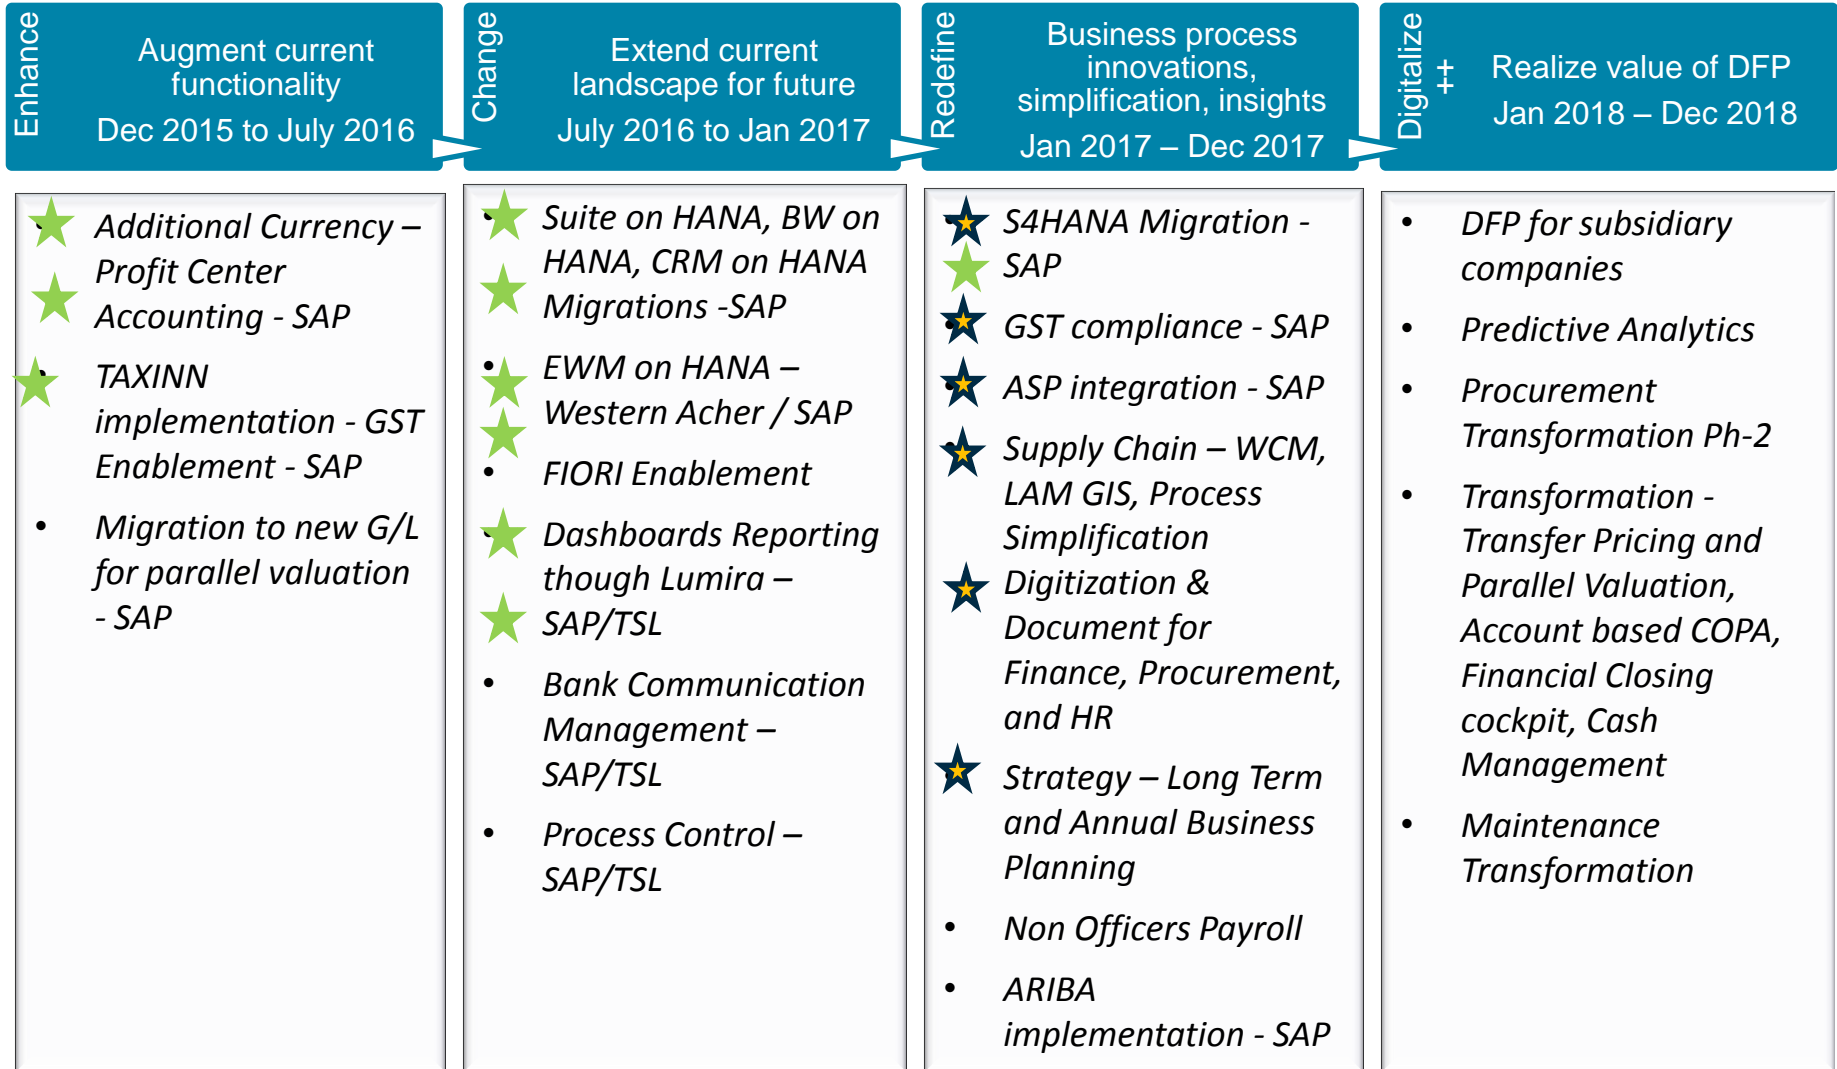 Enhance
Augment current
functionality
Dec 2015 to July 2016
Change
Extend current
landscape for future
July 2016 to Jan 2017
Redefine
Business process
innovations,
simplification, insights
Jan 2017 – Dec 2017
Digitalize
++
Realize value of DFP
Jan 2018 – Dec 2018
• Additional Currency –
Profit Center
Accounting - SAP
• TAXINN
implementation - GST
Enablement - SAP
• Migration to new G/L
for parallel valuation
- SAP
• Suite on HANA, BW on
HANA, CRM on HANA
Migrations -SAP
• EWM on HANA –
Western Acher / SAP
• FIORI Enablement
• Dashboards Reporting
though Lumira –
SAP/TSL
• Bank Communication
Management –
SAP/TSL
• Process Control –
SAP/TSL
• S4HANA Migration -
SAP
• GST compliance - SAP
• ASP integration - SAP
• Supply Chain – WCM,
LAM GIS, Process
Simplification
Digitization &
Document for
Finance, Procurement,
and HR
• Strategy – Long Term
and Annual Business
Planning
• Non Officers Payroll
• ARIBA
implementation - SAP
• DFP for subsidiary
companies
• Predictive Analytics
• Procurement
Transformation Ph-2
• Transformation -
Transfer Pricing and
Parallel Valuation,
Account based COPA,
Financial Closing
cockpit, Cash
Management
• Maintenance
Transformation